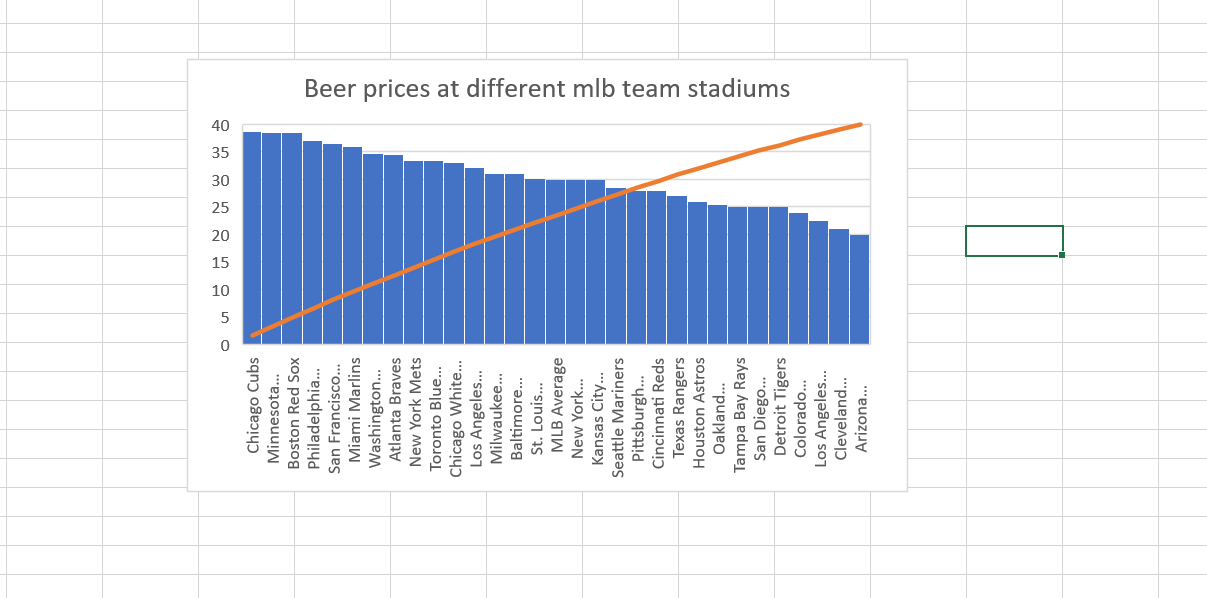 Beer prices at different mlb team stadiums
40
35
30
25
20
15
10
5
0
Chicago Cubs
Minnesota...
Boston Red Sox
Philadelphia...
San Francisco...
Miami Marlins
Washington...
Atlanta Braves
New York Mets
Toronto Blue...
Chicago White...
Los Angeles...
Milwaukee...
Baltimore...
St. Louis...
MLB Average
New York...
Kansas City...
Seattle Mariners
Pittsburgh...
Cincinnati Reds
Texas Rangers
Houston Astros
Oakland...
Tampa Bay Rays
San Diego...
Detroit Tigers
Colorado...
Los Angeles...
Cleveland...
Arizona...